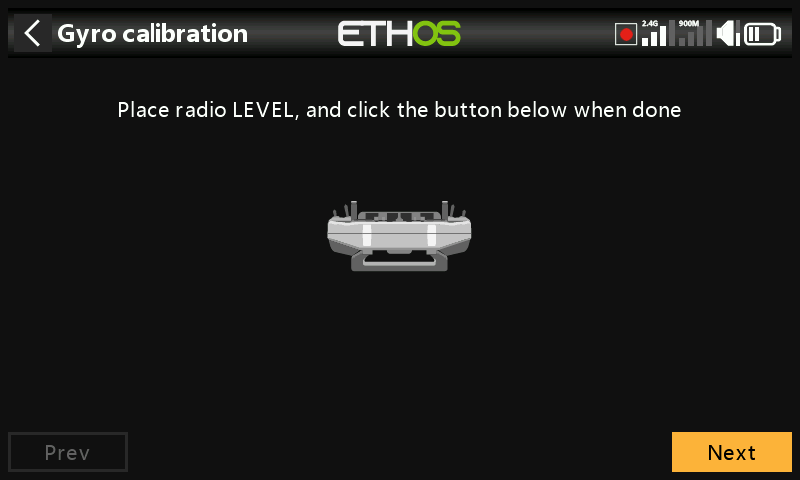 Gyro calibration
ETHOS
2.4G
900M
Place radio LEVEL, and click the button below when done
Prev
Next